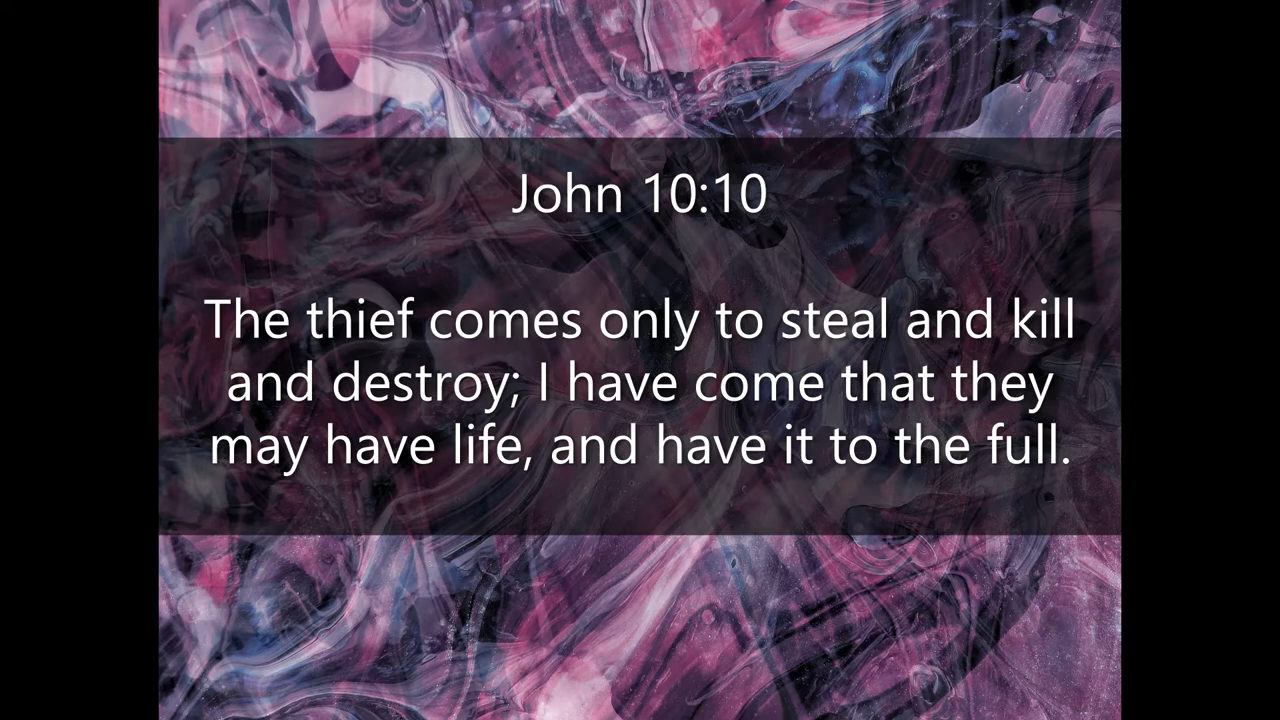 John 10:10
The thief comes only to steal and kill
and destroy; I have come that they
may have life, and have it to the full.